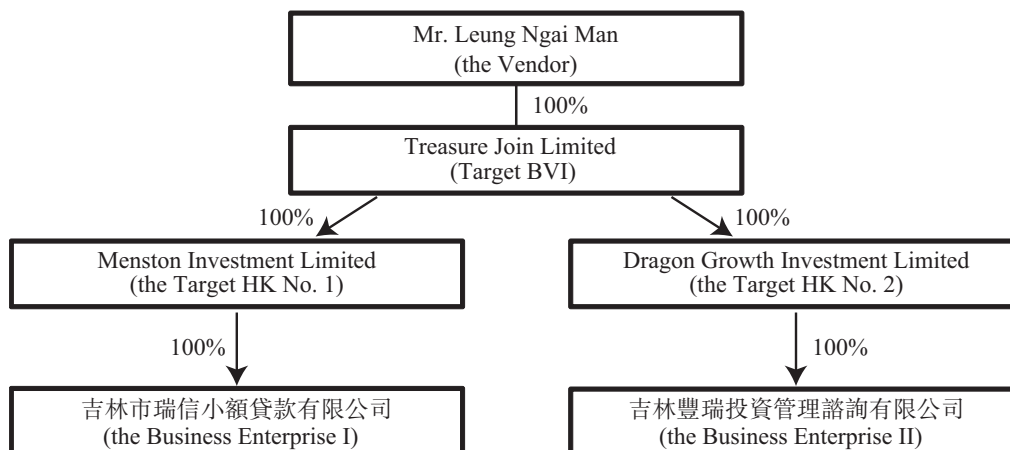 Mr. Leung Ngai Man
(the Vendor)
100%
Treasure Join Limited
(Target BVI)
100%
100%
Menston Investment Limited
(the Target HK No. 1)
Dragon Growth Investment Limited
(the Target HK No. 2)
100%
100%
吉林市瑞信小額貸款有限公司
(the Business Enterprise I)
吉林豐瑞投資管理諮詢有限公司
(the Business Enterprise II)